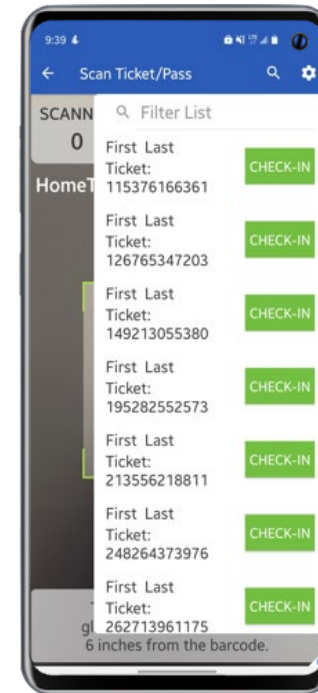 9:39
Scan Ticket/Pass
SCANN
0
HomeT
Filter List
First Last
Ticket:
115376166361
CHECK-IN
First Last
Ticket:
126765347203
CHECK-IN
First Last
Ticket:
149213055380
CHECK-IN
First Last
Ticket:
195282552573
CHECK-IN
First Last
Ticket:
213556218811
CHECK-IN
First Last
Ticket:
248264373976
CHECK-IN
First Last
Ticket:
262713961175
CHECK-IN
gl
6 inches from the barcode.